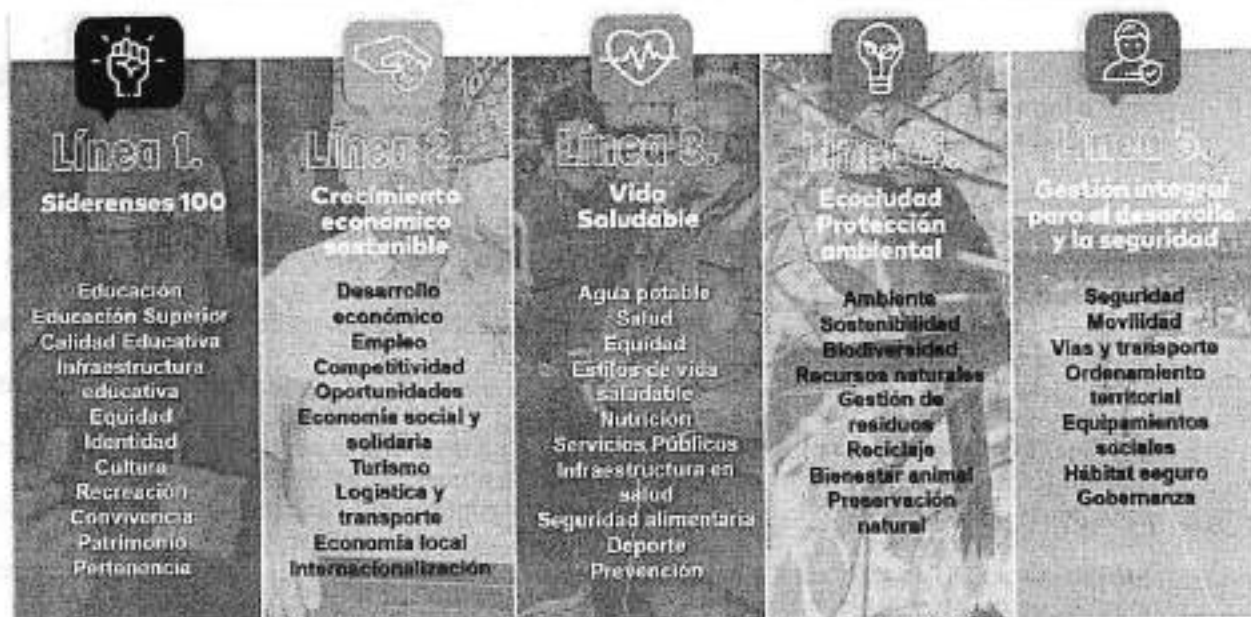 Línea 1.
Siderenses 100
Educación
Educación Superior
Calidad Educativa
Infraestructura
educativa
Equidad
Identidad
Cultura
Recreación
Convivencia
Patrimonio
Pertenencia
Línea 2.
Crecimiento
económico
sostenible
Desarrollo
económico
Empleo
Competitividad
Oportunidades
Economía social y
solidaria
Turismo
Logística y
transporte
Economía local
Internacionalización
Línea 3.
Vida
Saludable
Agua potable
Salud
Equidad
Estilos de vida
saludable
Nutrición
Servicios Públicos
Infraestructura en
salud
Seguridad alimentaria
Deporte
Prevención
Línea 4.
Ecociudad
Protección
ambiental
Ambiente
Sostenibilidad
Biodiversidad
Recursos naturales
Gestión de
residuos
Reciclaje
Bienestar animal
Preservación
natural
Línea 5.
Gestión integral
para el desarrollo
y la seguridad
Seguridad
Movilidad
Vías y transporte
Ordenamiento
territorial
Equipamientos
sociales
Hábitat seguro
Gobernanza